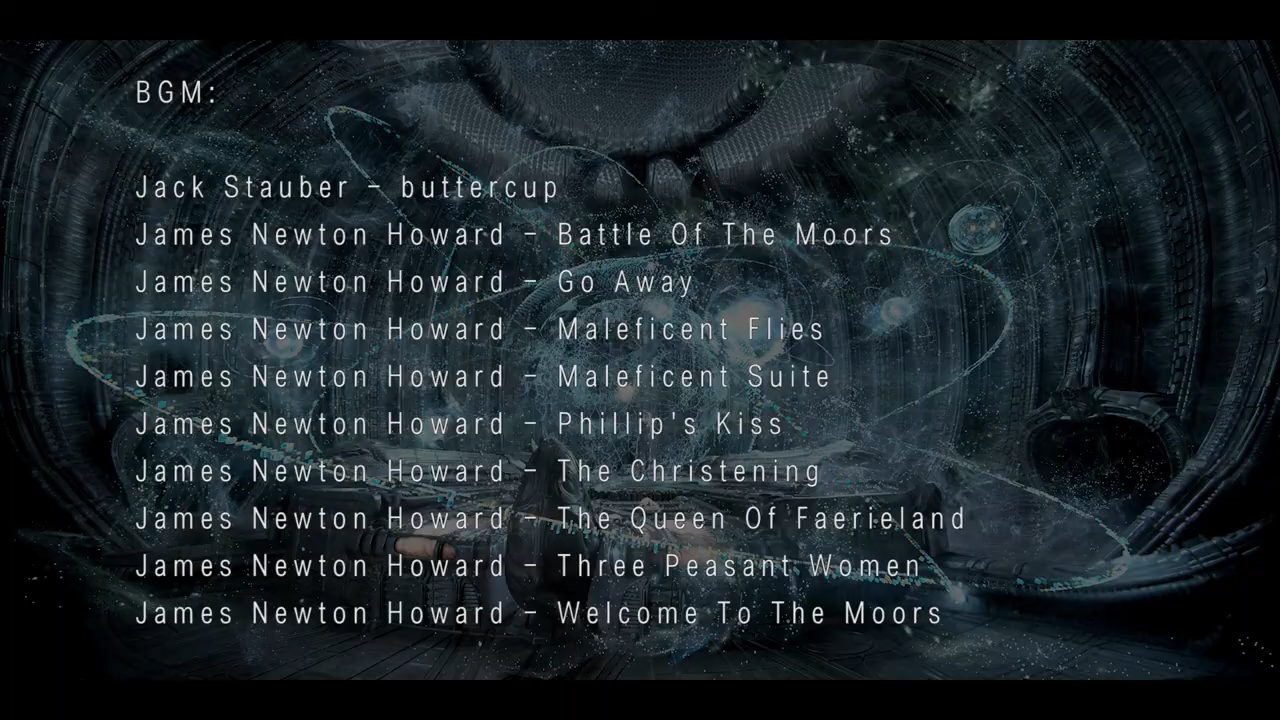 BGM:
Jack Stauber – buttercup
James Newton Howard – Battle Of The Moors
James Newton Howard – Go Away
James Newton Howard – Maleficent Flies
James Newton Howard – Maleficent Suite
James Newton Howard – Phillip's Kiss
James Newton Howard – The Christening
James Newton Howard – The Queen Of Faerieland
James Newton Howard – Three Peasant Women
James Newton Howard – Welcome To The Moors